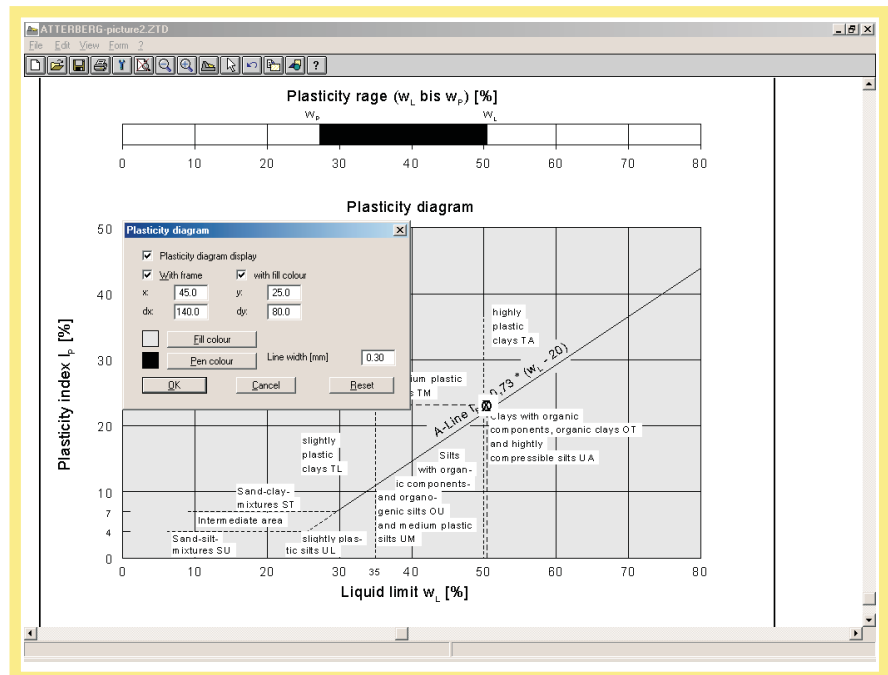 ATTERBERG-picture2.ZTD
File Edit View Form ?
Plasticity rage (wL bis wP) [%]
wP wL
0 10 20 30 40 50 60 70 80
Plasticity diagram
Plasticity diagram
Plasticity diagram display
With frame with fill colour
x: 45.0 y: 25.0
dx: 140.0 dy: 80.0
Fill colour
Pen colour Line width [mm] 0.30
OK Cancel Reset
50
40
30
20
10
7
4
0
Plasticity index IP [%]
highly
plastic
clays TA
ium plastic
TM
A-Line IP 0,73 * (wL - 20)
Clays with organic
components, organic clays OT
and hightly
compressible silts UA
slightly
plastic
clays TL
Silts
with organ-
ic components-
and organo-
genic silts OU
and medium plastic
silts UM
Sand-clay-
mixtures ST
Intermediate area
Sand-silt-
mixtures SU
slightly plas-
tic silts UL
0 10 20 30 35 40 50 60 70 80
Liquid limit wL [%]